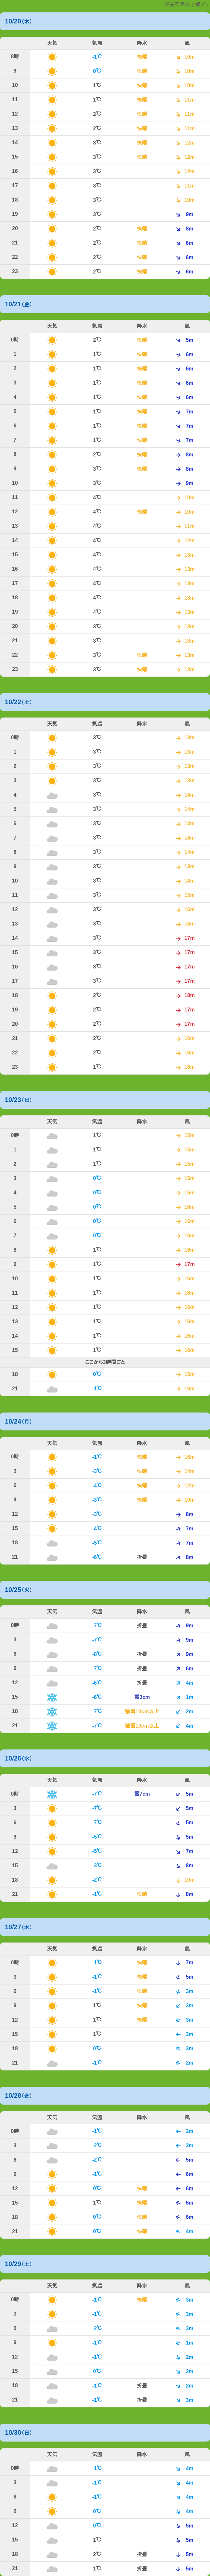 10/20(木)
天気 気温 降水 風
8時 -1℃ 快晴 10m
9 0℃ 快晴 10m
10 1℃ 快晴 10m
11 1℃ 快晴 11m
12 2℃ 快晴 11m
13 2℃ 快晴 11m
14 3℃ 快晴 12m
15 3℃ 快晴 12m
16 3℃ 12m
17 3℃ 11m
18 3℃ 10m
19 3℃ 9m
20 2℃ 快晴 8m
21 2℃ 快晴 6m
22 2℃ 快晴 6m
23 2℃ 快晴 6m
10/21(金)
天気 気温 降水 風
0時 2℃ 快晴 5m
1 1℃ 快晴 6m
2 1℃ 快晴 6m
3 1℃ 快晴 6m
4 1℃ 快晴 6m
5 1℃ 快晴 7m
6 1℃ 快晴 7m
7 1℃ 快晴 7m
8 2℃ 快晴 8m
9 3℃ 快晴 8m
10 3℃ 9m
11 4℃ 10m
12 4℃ 快晴 10m
13 4℃ 11m
14 4℃ 12m
15 4℃ 13m
16 4℃ 13m
17 4℃ 13m
18 4℃ 13m
19 4℃ 13m
20 3℃ 13m
21 3℃ 13m
22 3℃ 快晴 13m
23 3℃ 快晴 13m
10/22(土)
天気 気温 降水 風
0時 3℃ 13m
1 3℃ 13m
2 3℃ 13m
3 3℃ 13m
4 3℃ 14m
5 3℃ 14m
6 3℃ 14m
7 3℃ 14m
8 3℃ 14m
9 3℃ 13m
10 3℃ 14m
11 3℃ 15m
12 3℃ 16m
13 3℃ 16m
14 3℃ 17m
15 3℃ 17m
16 3℃ 17m
17 3℃ 17m
18 2℃ 18m
19 2℃ 17m
20 2℃ 17m
21 2℃ 16m
22 2℃ 16m
23 1℃ 16m
10/23(日)
天気 気温 降水 風
0時 1℃ 15m
1 1℃ 15m
2 1℃ 15m
3 0℃ 15m
4 0℃ 15m
5 0℃ 16m
6 0℃ 16m
7 0℃ 16m
8 1℃ 16m
9 1℃ 17m
10 1℃ 16m
11 1℃ 16m
12 1℃ 16m
13 1℃ 16m
14 1℃ 16m
15 1℃ 16m
ここから3時間ごと
18 0℃ 15m
21 -1℃ 16m
10/24(月)
天気 気温 降水 風
0時 -1℃ 快晴 16m
3 -3℃ 快晴 14m
6 -4℃ 快晴 12m
9 -3℃ 快晴 10m
12 -3℃ 8m
15 -4℃ 7m
18 -5℃ 7m
21 -6℃ 折曇 8m
10/25(火)
天気 気温 降水 風
0時 -7℃ 折曇 9m
3 -7℃ 9m
6 -8℃ 折曇 9m
9 -7℃ 折曇 6m
12 -6℃ 折曇 4m
15 -6℃ 雪3cm 1m
18 -7℃ 強雪10cm以上 2m
21 -7℃ 強雪10cm以上 4m
10/26(水)
天気 気温 降水 風
0時 -7℃ 雪7cm 5m
3 -7℃ 5m
6 -7℃ 5m
9 -5℃ 5m
12 -5℃ 7m
15 -3℃ 8m
18 -2℃ 10m
21 -1℃ 快晴 8m
10/27(木)
天気 気温 降水 風
0時 -1℃ 快晴 7m
3 -1℃ 快晴 5m
6 -1℃ 快晴 3m
9 1℃ 快晴 3m
12 1℃ 快晴 3m
15 1℃ 3m
18 0℃ 3m
21 -1℃ 2m
10/28(金)
天気 気温 降水 風
0時 -1℃ 2m
3 -2℃ 3m
6 -2℃ 5m
9 -1℃ 6m
12 0℃ 快晴 6m
15 1℃ 快晴 6m
18 0℃ 快晴 6m
21 0℃ 快晴 4m
10/29(土)
天気 気温 降水 風
0時 -1℃ 快晴 3m
3 -1℃ 3m
6 -2℃ 3m
9 -1℃ 1m
12 -1℃ 2m
15 0℃ 2m
18 -1℃ 折曇 2m
21 -1℃ 折曇 3m
10/30(日)
天気 気温 降水 風
0時 -1℃ 4m
3 -1℃ 4m
6 -1℃ 4m
9 0℃ 4m
12 0℃ 5m
15 1℃ 5m
18 2℃ 折曇 5m
21 1℃ 折曇 5m